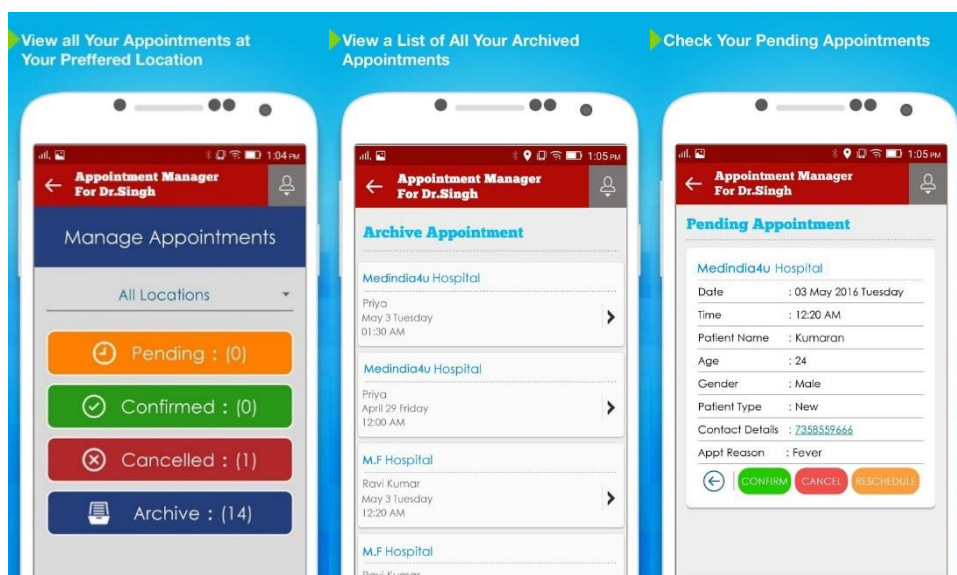 View all Your Appointments at
Your Preffered Location
1:04 PM
Appointment Manager
For Dr.Singh
Manage Appointments
All Locations
Pending : (0)
Confirmed : (0)
Cancelled : (1)
Archive : (14)
View a List of All Your Archived
Appointments
1:05 PM
Appointment Manager
For Dr.Singh
Archive Appointment
Medindia4u Hospital
Priya
May 3 Tuesday
01:30 AM
Medindia4u Hospital
Priya
April 29 Friday
12:00 AM
M.F Hospital
Ravi Kumar
May 3 Tuesday
12:20 AM
M.F Hospital
Ravi Kumar
Check Your Pending Appointments
1:05 PM
Appointment Manager
For Dr.Singh
Pending Appointment
Medindia4u Hospital
Date : 03 May 2016 Tuesday
Time : 12:20 AM
Patient Name : Kumaran
Age : 24
Gender : Male
Patient Type : New
Contact Details : 7358559666
Appt Reason : Fever
CONFIRM CANCEL RESCHEDULE